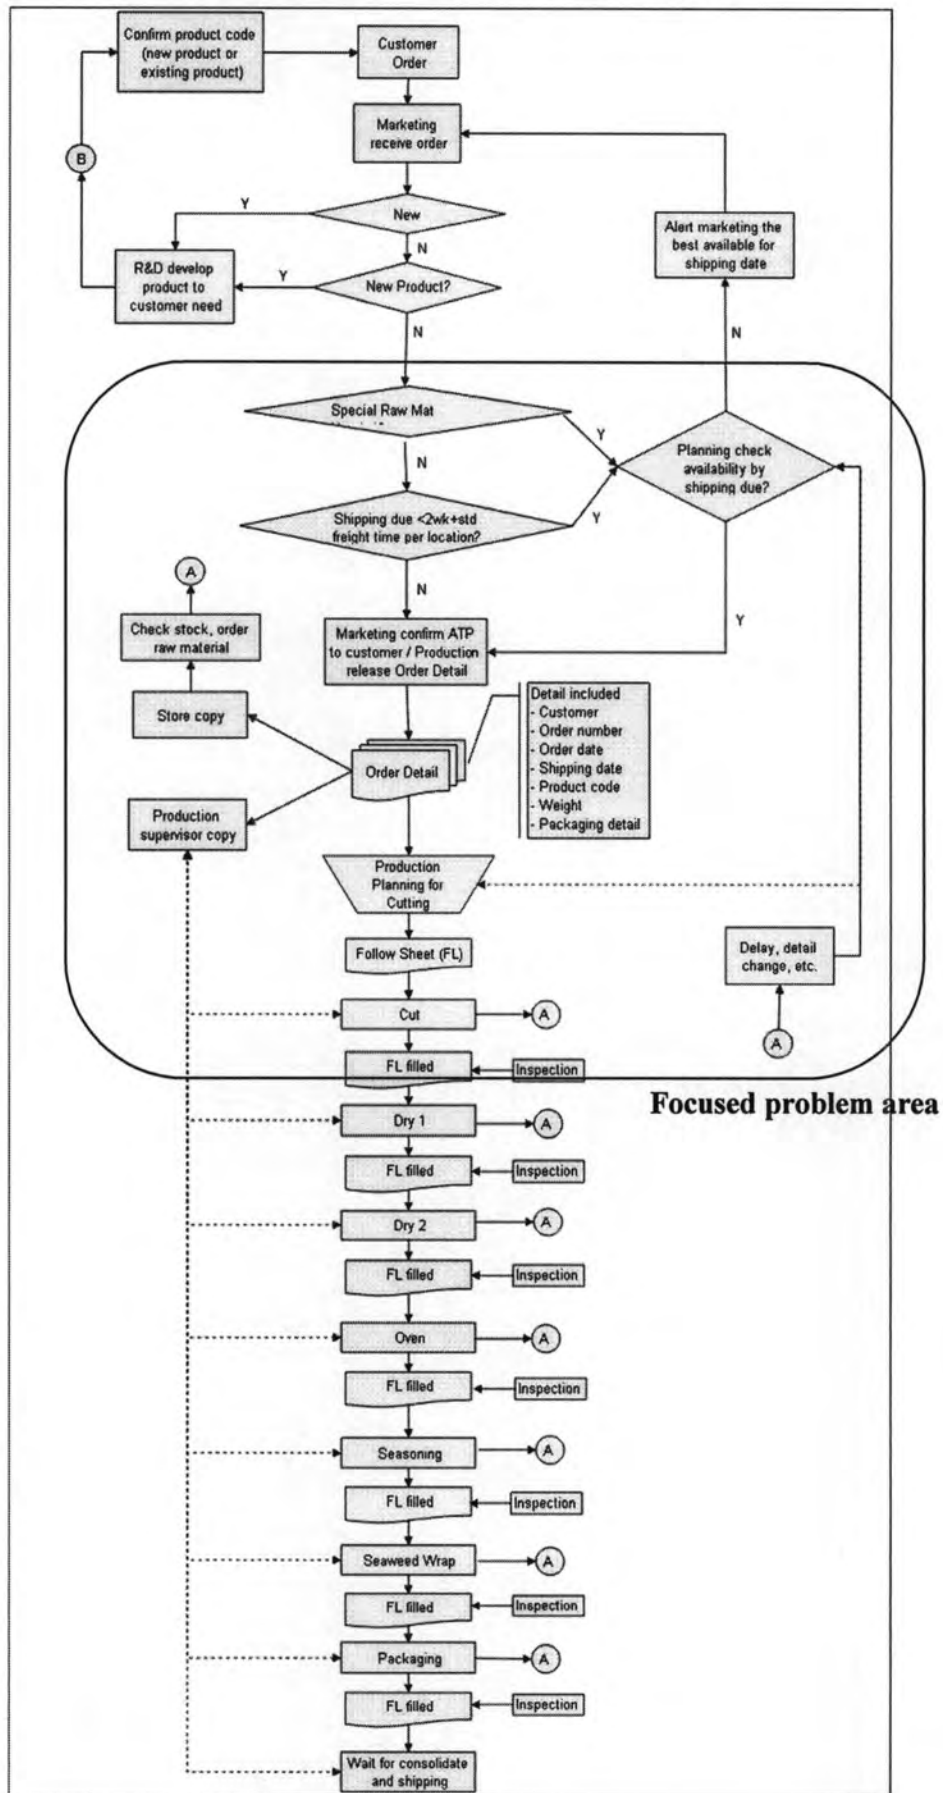 Confirm product code
(new product or
existing product)
Customer
Order
Marketing
receive order
B
Y
New
N
Alert marketing the
best available for
shipping date
R&D develop
product to
customer need
Y
New Product?
N
N
Special Raw Mat
Y
Planning check
availability by
shipping due?
N
Shipping due <2wk+std
freight time per location?
Y
A
N
Y
Check stock, order
raw material
Marketing confirm ATP
to customer / Production
release Order Detail
Store copy
Detail included
- Customer
- Order number
- Order date
- Shipping date
- Product code
- Weight
- Packaging detail
Order Detail
Production
supervisor copy
Production
Planning for
Cutting
Follow Sheet (FL)
Delay, detail
change, etc.
Cut
A
A
FL filled
Inspection
Focused problem area
Dry 1
A
FL filled
Inspection
Dry 2
A
FL filled
Inspection
Oven
A
FL filled
Inspection
Seasoning
A
FL filled
Inspection
Seaweed Wrap
A
FL filled
Inspection
Packaging
A
FL filled
Inspection
Wait for consolidate
and shipping